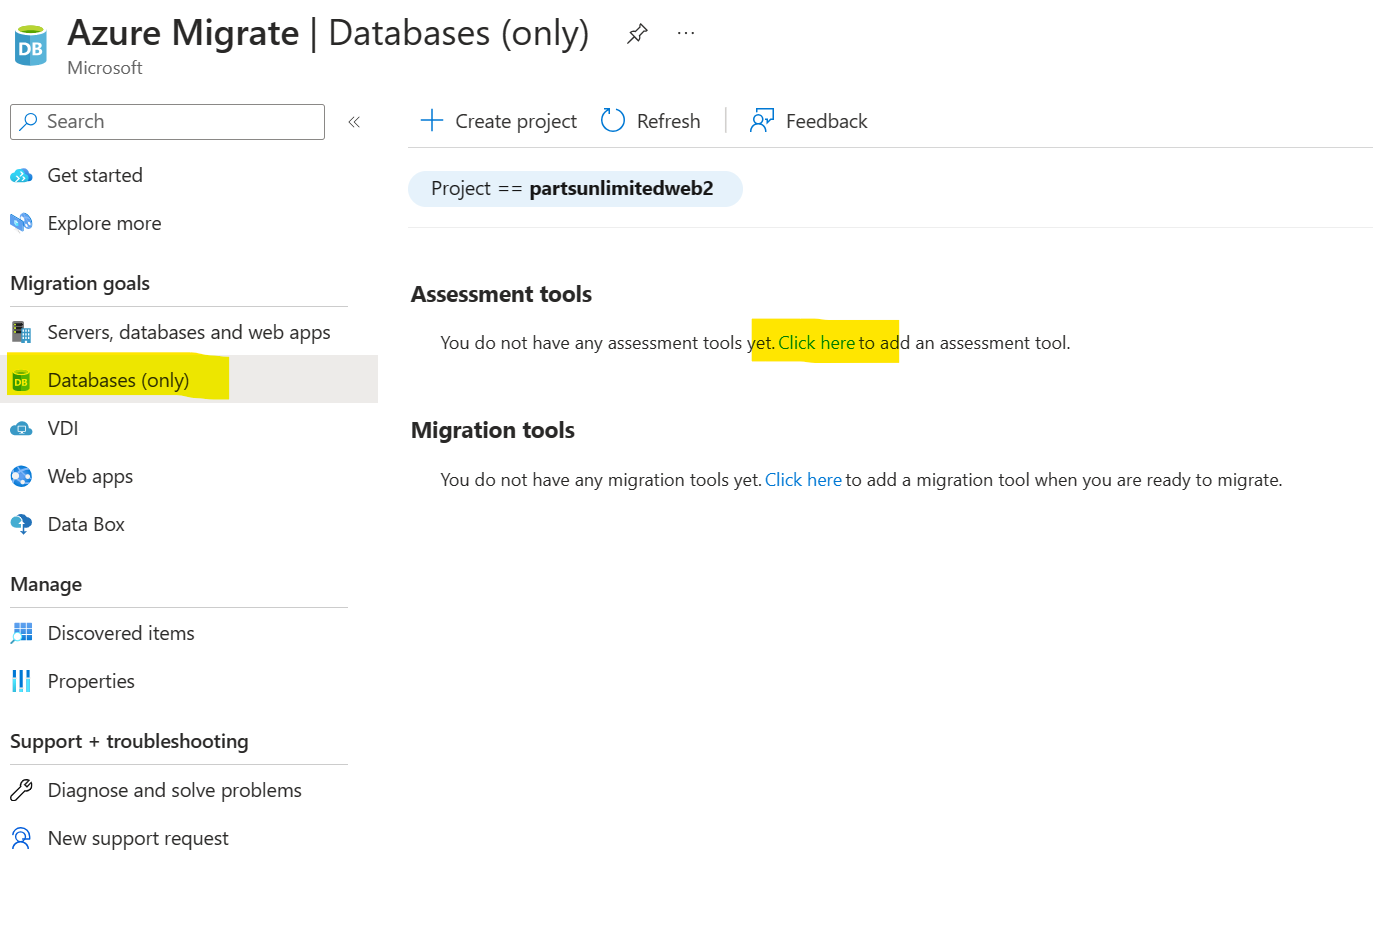 DB
Azure Migrate | Databases (only)
...
Microsoft
Search
«
Get started
Explore more
Migration goals
Servers, databases and web apps
DB
Databases (only)
VDI
Web apps
Data Box
Manage
Discovered items
Properties
Support + troubleshooting
Diagnose and solve problems
New support request
Create project
Refresh
Feedback
Project == partsunlimitedweb2
Assessment tools
You do not have any assessment tools yet. Click here to add an assessment tool.
Migration tools
You do not have any migration tools yet. Click here to add a migration tool when you are ready to migrate.